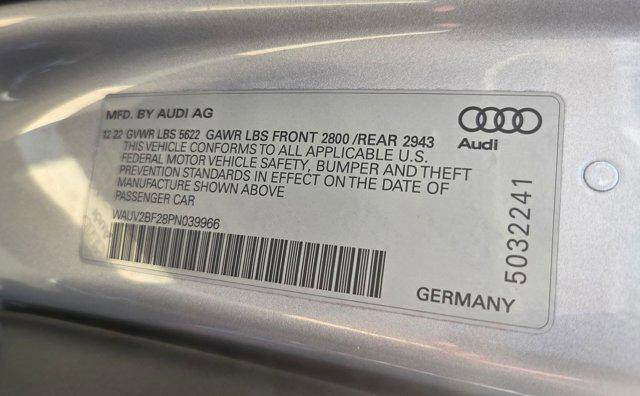 MFD. BY AUDI AG
12 22 GVWR LBS 5622 GAWR LBS FRONT 2800 /REAR 2943
THIS VEHICLE CONFORMS TO ALL APPLICABLE U.S.
FEDERAL MOTOR VEHICLE SAFETY, BUMPER AND THEFT
PREVENTION STANDARDS IN EFFECT ON THE DATE OF
MANUFACTURE SHOWN ABOVE
PASSENGER CAR
WAUV2BF28PN039966
Audi
5032241
GERMANY